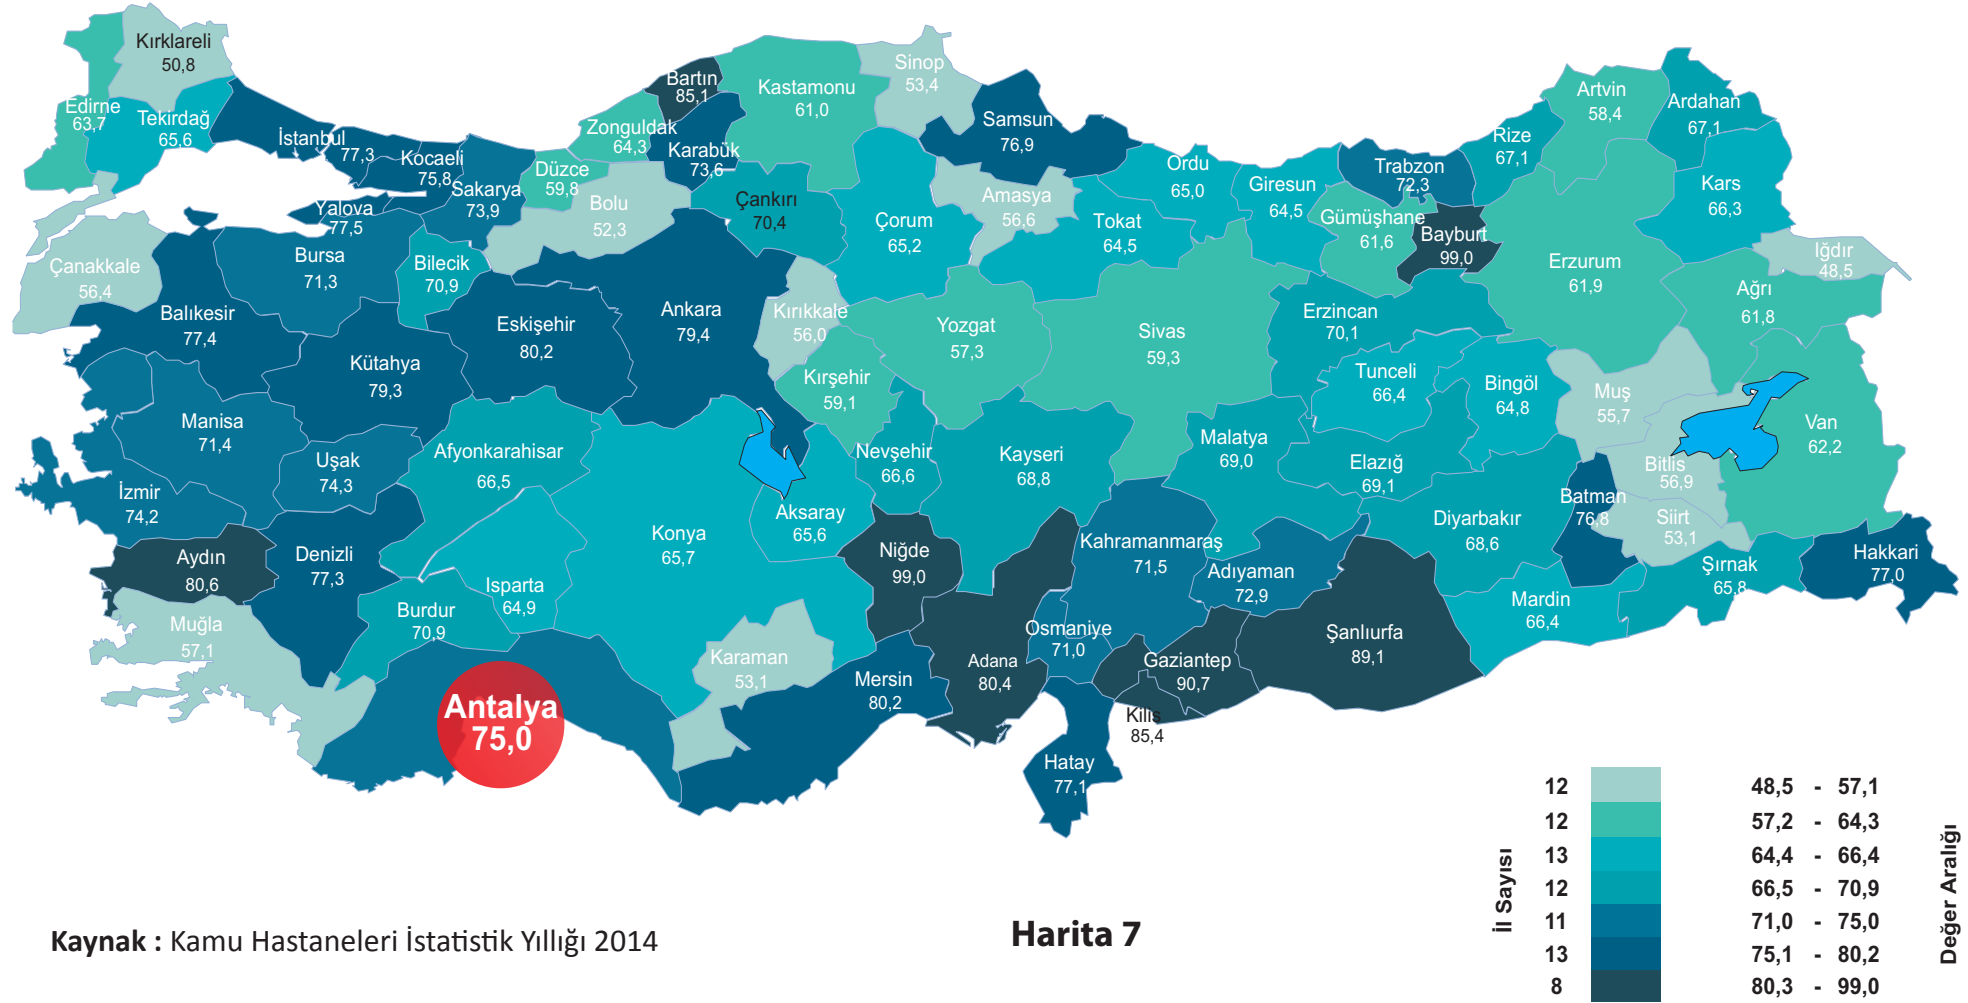 Kırklareli
50,8
Edirne
63,7
Tekirdağ
65,6
İstanbul
77,3
Kocaeli
75,8
Yalova
77,5
Sakarya
73,9
Düzce
59,8
Zonguldak
64,3
Bartın
85,1
Karabük
73,6
Kastamonu
61,0
Sinop
53,4
Samsun
76,9
Ordu
65,0
Giresun
64,5
Trabzon
72,3
Rize
67,1
Artvin
58,4
Ardahan
67,1
Kars
66,3
Iğdır
48,5
Çanakkale
56,4
Balıkesir
77,4
Bursa
71,3
Bilecik
70,9
Bolu
52,3
Çankırı
70,4
Çorum
65,2
Amasya
56,6
Tokat
64,5
Gümüşhane
61,6
Bayburt
99,0
Erzurum
61,9
Ağrı
61,8
Kütahya
79,3
Eskişehir
80,2
Ankara
79,4
Kırıkkale
56,0
Kırşehir
59,1
Yozgat
57,3
Sivas
59,3
Erzincan
70,1
Tunceli
66,4
Bingöl
64,8
Muş
55,7
Bitlis
56,9
Van
62,2
Manisa
71,4
İzmir
74,2
Uşak
74,3
Afyonkarahisar
66,5
Konya
65,7
Aksaray
65,6
Nevşehir
66,6
Kayseri
68,8
Malatya
69,0
Elazığ
69,1
Diyarbakır
68,6
Batman
76,8
Siirt
53,1
Şırnak
65,8
Hakkari
77,0
Aydın
80,6
Denizli
77,3
Muğla
57,1
Burdur
70,9
Isparta
64,9
Antalya
75,0
Karaman
53,1
Mersin
80,2
Niğde
99,0
Adana
80,4
Osmaniye
71,0
Kahramanmaraş
71,5
Adıyaman
72,9
Gaziantep
90,7
Kilis
85,4
Hatay
77,1
Şanlıurfa
89,1
Mardin
66,4
İl Sayısı
Değer Aralığı
12 48,5 - 57,1
12 57,2 - 64,3
13 64,4 - 66,4
12 66,5 - 70,9
11 71,0 - 75,0
13 75,1 - 80,2
8 80,3 - 99,0
Kaynak : Kamu Hastaneleri İstatistik Yıllığı 2014
Harita 7